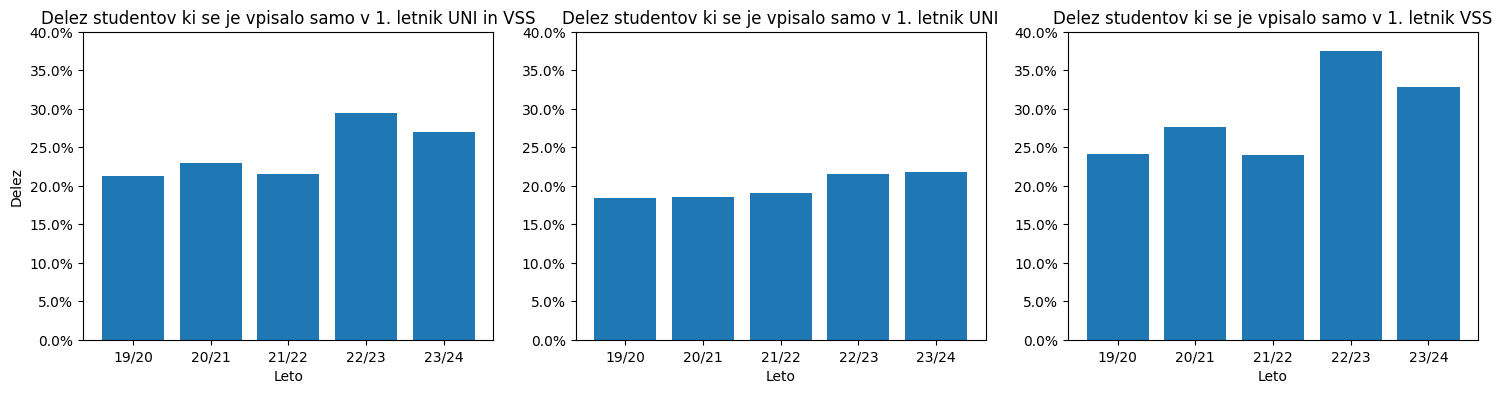 Delez studentov ki se je vpisalo samo v 1. letnik UNI in VSS
40.0%
35.0%
30.0%
25.0%
20.0%
15.0%
10.0%
5.0%
0.0%
Delez
19/20 20/21 21/22 22/23 23/24
Leto
Delez studentov ki se je vpisalo samo v 1. letnik UNI
40.0%
35.0%
30.0%
25.0%
20.0%
15.0%
10.0%
5.0%
0.0%
19/20 20/21 21/22 22/23 23/24
Leto
Delez studentov ki se je vpisalo samo v 1. letnik VSS
40.0%
35.0%
30.0%
25.0%
20.0%
15.0%
10.0%
5.0%
0.0%
19/20 20/21 21/22 22/23 23/24
Leto